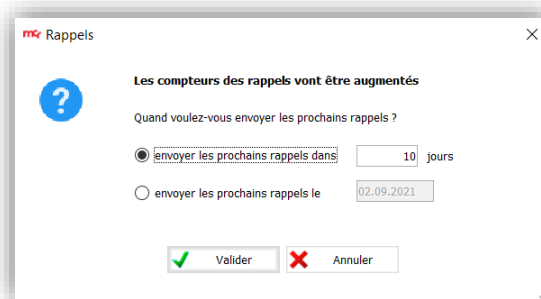 mcr Rappels
Les compteurs des rappels vont être augmentés
Quand voulez-vous envoyer les prochains rappels ?
envoyer les prochains rappels dans 10 jours
envoyer les prochains rappels le 02.09.2021
Valider Annuler